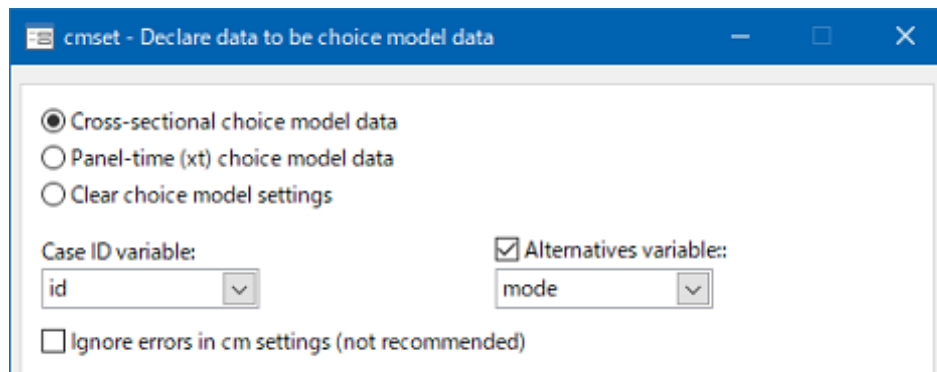 cmset - Declare data to be choice model data
Cross-sectional choice model data
Panel-time (xt) choice model data
Clear choice model settings
Case ID variable: Alternatives variable::
id mode
Ignore errors in cm settings (not recommended)